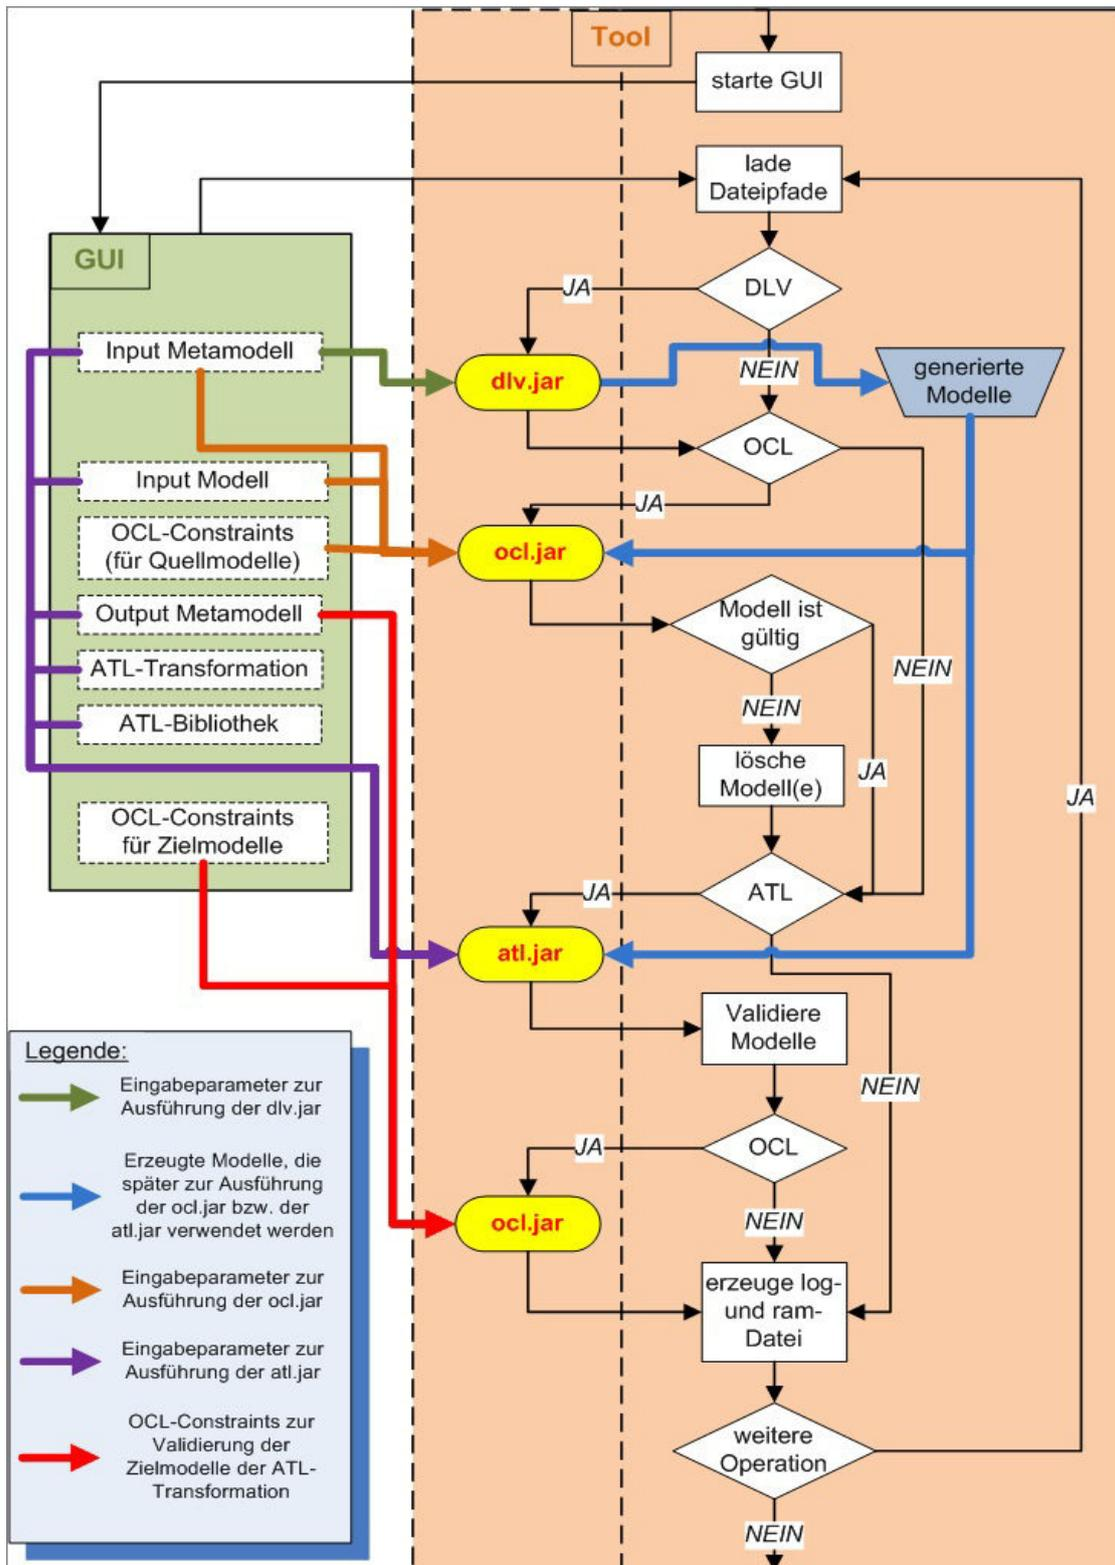 Tool
starte GUI
lade
Dateipfade
GUI
DLV
JA
Input Metamodell
dlv.jar
NEIN
generierte
Modelle
OCL
Input Modell
JA
OCL-Constraints
(für Quellmodelle)
ocl.jar
Output Metamodell
Modell ist
gültig
ATL-Transformation
NEIN
NEIN
ATL-Bibliothek
lösche
Modell(e)
JA
JA
OCL-Constraints
für Zielmodelle
ATL
JA
atl.jar
Validiere
Modelle
NEIN
OCL
JA
ocl.jar
NEIN
erzeuge log-
und ram-
Datei
weitere
Operation
NEIN
Legende:
Eingabeparameter zur
Ausführung der dlv.jar
Erzeugte Modelle, die
später zur Ausführung
der ocl.jar bzw. der
atl.jar verwendet werden
Eingabeparameter zur
Ausführung der ocl.jar
Eingabeparameter zur
Ausführung der atl.jar
OCL-Constraints zur
Validierung der
Zielmodelle der ATL-
Transformation